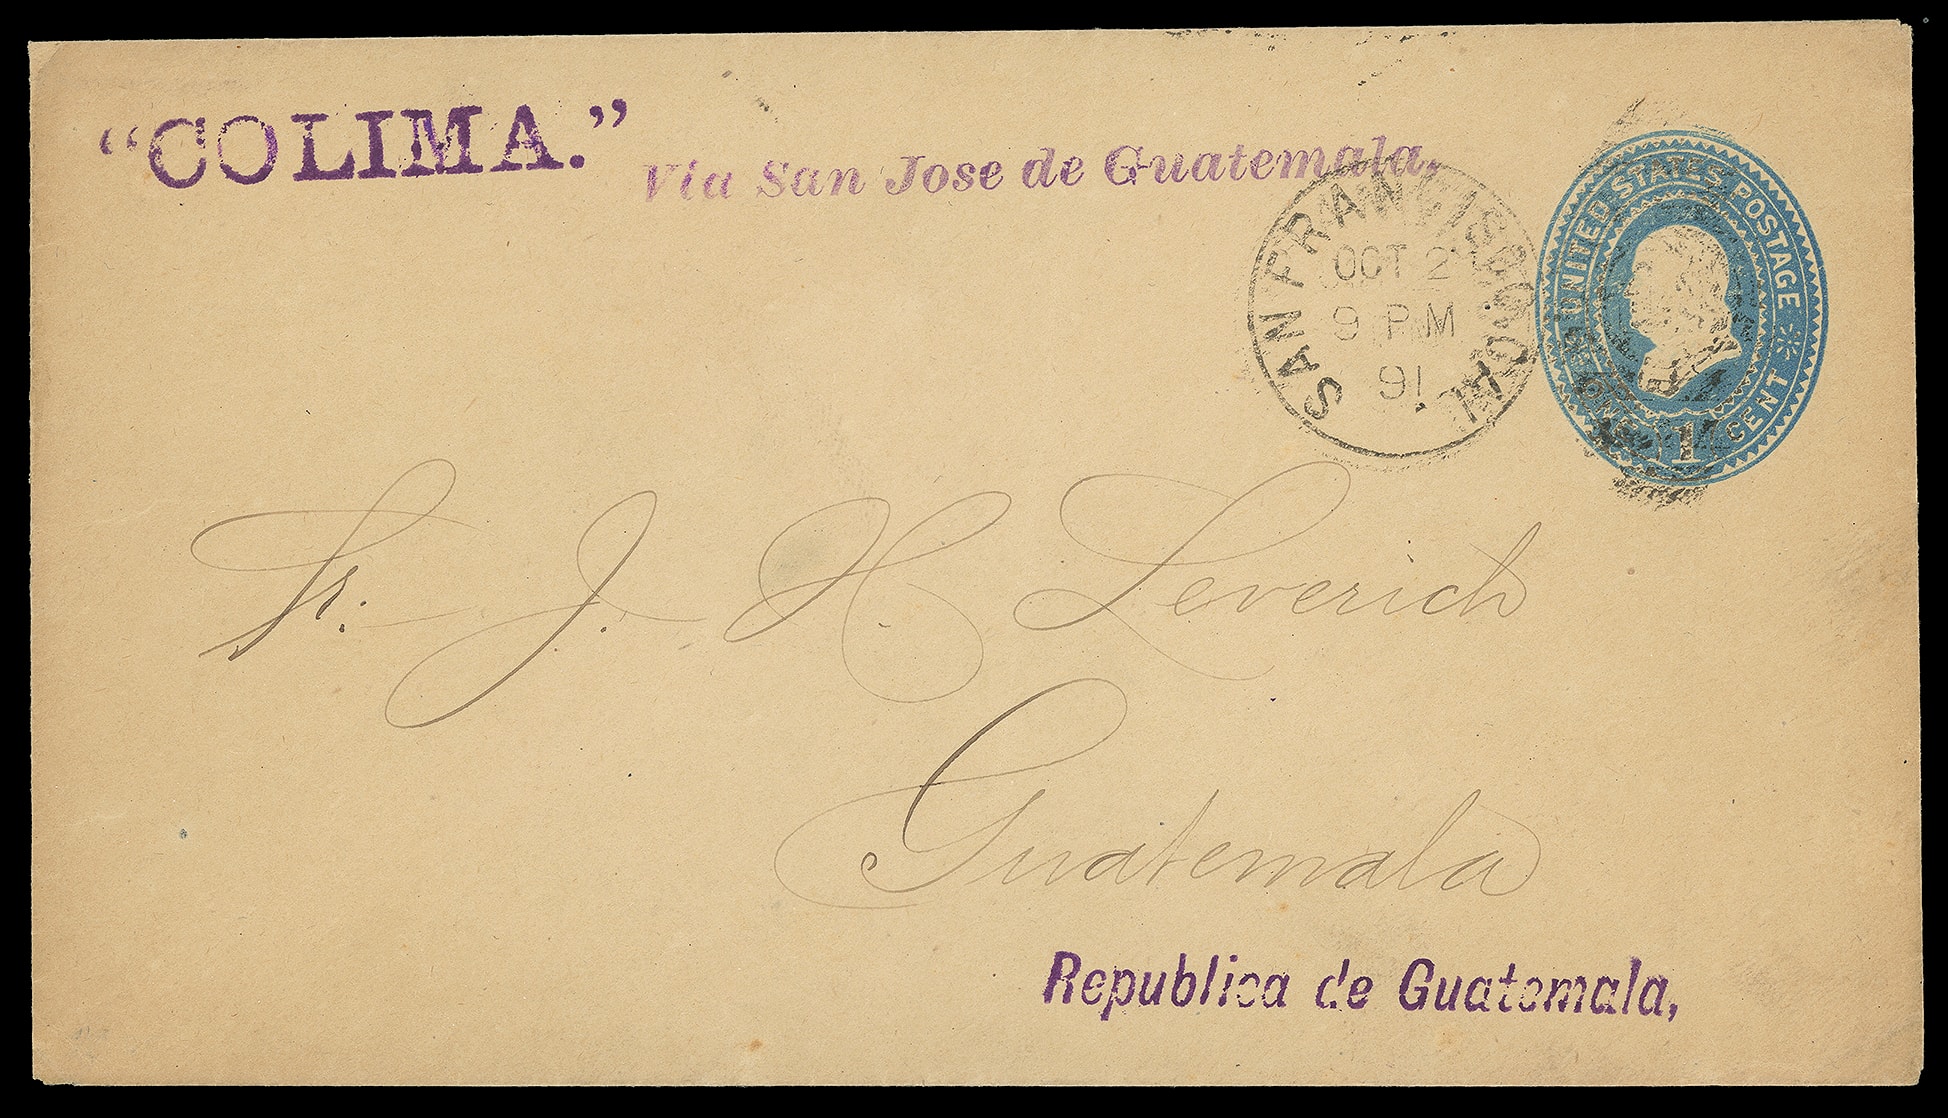 "COLIMA."
Via San Jose de Guatemala,
SAN FRANCISCO, CAL.
OCT 2
9 PM
91
UNITED STATES POSTAGE
ONE 1 CENT
Sr. J. H. Leverich
Guatemala
Republica de Guatemala,